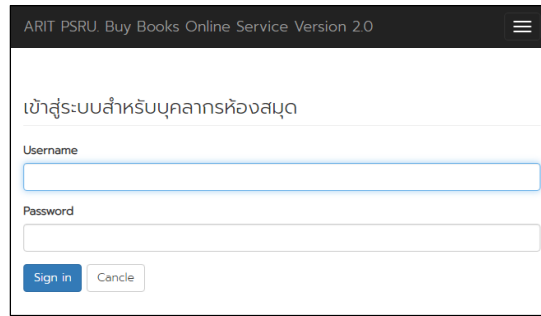 ARIT PSRU. Buy Books Online Service Version 2.0
เข้าสู่ระบบสำหรับบุคลากรห้องสมุด
Username
Password
Sign in Cancle